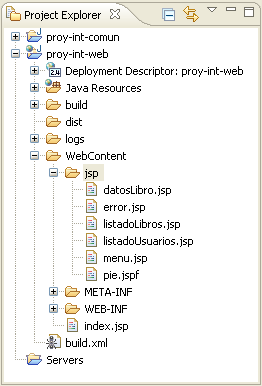 Project Explorer
proy-int-comun
proy-int-web
2.4 Deployment Descriptor: proy-int-web
Java Resources
build
dist
logs
WebContent
jsp
datosLibro.jsp
error.jsp
listadoLibros.jsp
listadoUsuarios.jsp
menu.jsp
pie.jspf
META-INF
WEB-INF
index.jsp
build.xml
Servers